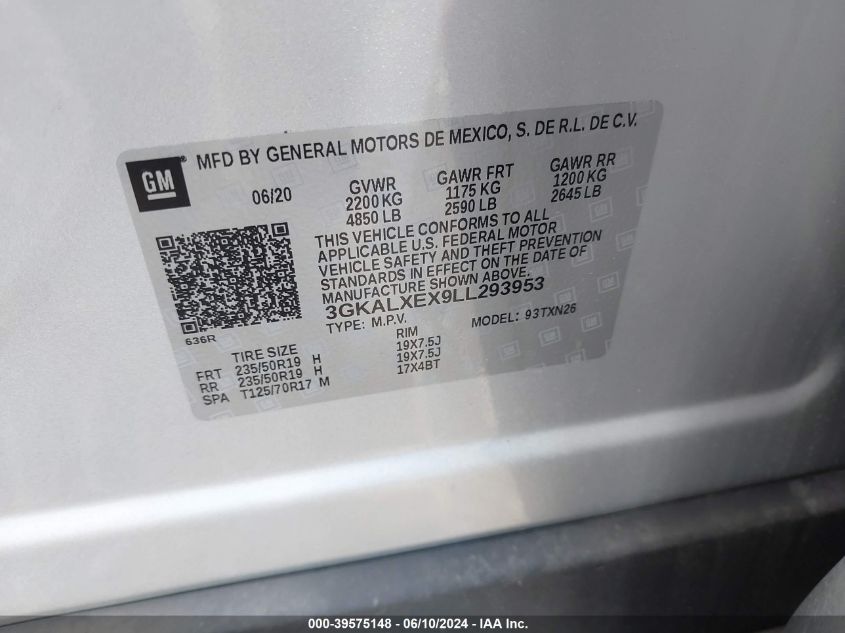 GM®
MFD BY GENERAL MOTORS DE MEXICO, S. DE R.L. DE C.V.
06/20 GVWR GAWR FRT GAWR RR
2200 KG 1175 KG 1200 KG
4850 LB 2590 LB 2645 LB
THIS VEHICLE CONFORMS TO ALL
APPLICABLE U.S. FEDERAL MOTOR
VEHICLE SAFETY AND THEFT PREVENTION
STANDARDS IN EFFECT ON THE DATE OF
MANUFACTURE SHOWN ABOVE.
3GKALXEX9LL293953
TYPE: M.P.V. MODEL: 93TXN26
636R
TIRE SIZE RIM
FRT 235/50R19 H 19X7.5J
RR 235/50R19 H 19X7.5J
SPA T125/70R17 M 17X4BT
000-39575148 - 06/10/2024 - IAA Inc.